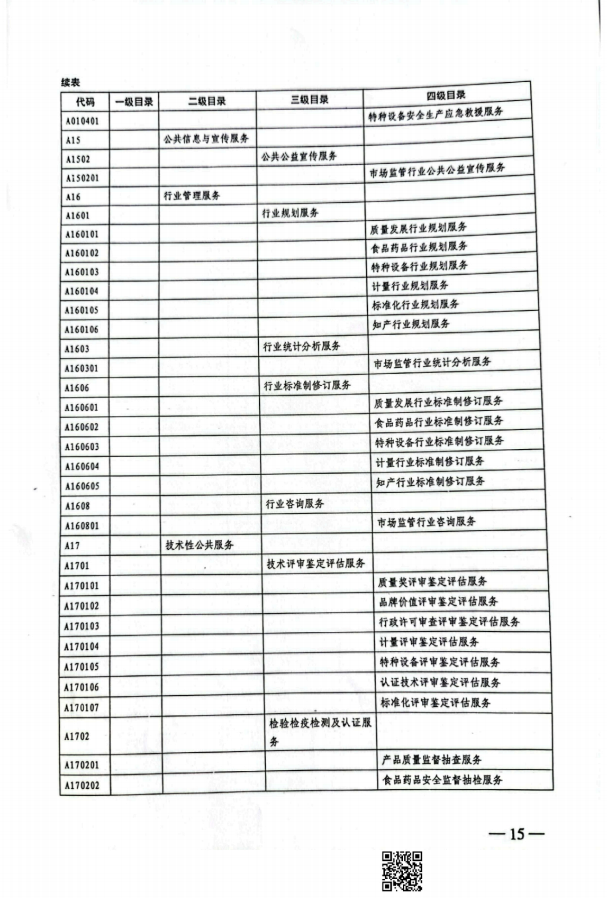 续表
代码 一级目录 二级目录 三级目录 四级目录
A010401 特种设备安全生产应急救援服务
A15 公共信息与宣传服务
A1502 公共公益宣传服务
A150201 市场监管行业公共公益宣传服务
A16 行业管理服务
A1601 行业规划服务
A160101 质量发展行业规划服务
A160102 食品药品行业规划服务
A160103 特种设备行业规划服务
A160104 计量行业规划服务
A160105 标准化行业规划服务
A160106 知产行业规划服务
A1603 行业统计分析服务
A160301 市场监管行业统计分析服务
A1606 行业标准制修订服务
A160601 质量发展行业标准制修订服务
A160602 食品药品行业标准制修订服务
A160603 特种设备行业标准制修订服务
A160604 计量行业标准制修订服务
A160605 知产行业标准制修订服务
A1608 行业咨询服务
A160801 市场监管行业咨询服务
A17 技术性公共服务
A1701 技术评审鉴定评估服务
A170101 质量奖评审鉴定评估服务
A170102 品牌价值评审鉴定评估服务
A170103 行政许可审查评审鉴定评估服务
A170104 计量评审鉴定评估服务
A170105 特种设备评审鉴定评估服务
A170106 认证技术评审鉴定评估服务
A170107 标准化评审鉴定评估服务
A1702 检验检疫检测及认证服
务
A170201 产品质量监督抽查服务
A170202 食品药品安全监督抽检服务
—15—